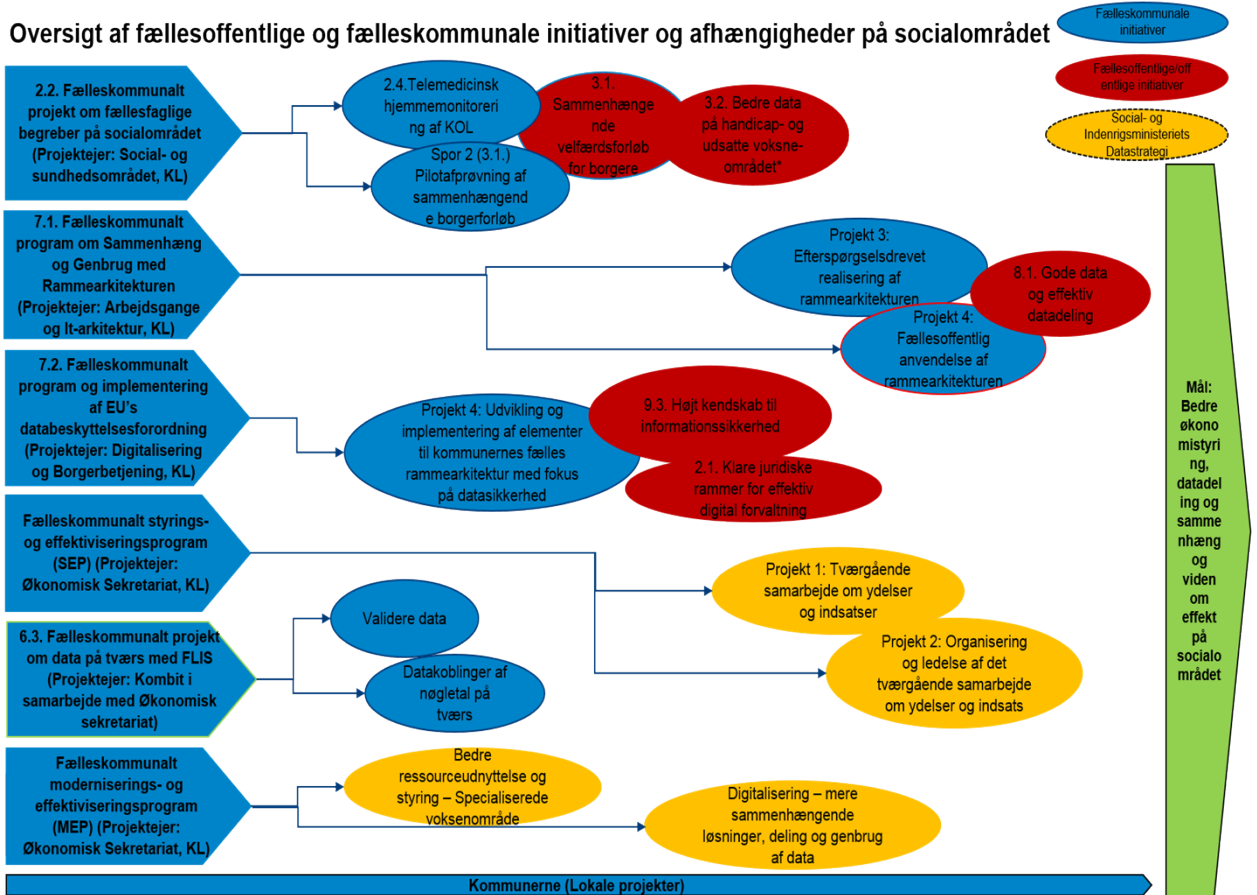 Oversigt af fællesoffentlige og fælleskommunale initiativer og afhængigheder på socialområdet
Fælleskommunale
initiativer
Fællesoffentlige/off
entlige initiativer
Social- og
Indenrigsministeriets
Datastrategi
2.2. Fælleskommunalt
projekt om fællesfaglige
begreber på socialområdet
(Projektejer: Social- og
sundhedsområdet, KL)
2.4.Telemedicinsk
hjemmemonitoreri
ng af KOL
3.1.
Sammenhænge
nde
velfærdsforløb
for borgere
3.2. Bedre data
på handicap- og
udsatte voksne-
området*
Spor 2 (3.1.)
Pilotafprøvning af
sammenhængend
e borgerforløb
7.1. Fælleskommunalt
program om Sammenhæng
og Genbrug med
Rammearkitekturen
(Projektejer: Arbejdsgange
og It-arkitektur, KL)
Projekt 3:
Efterspørgselsdrevet
realisering af
rammearkitekturen
8.1. Gode data
og effektiv
datadeling
Projekt 4:
Fællesoffentlig
anvendelse af
rammearkitekturen
7.2. Fælleskommunalt
program og implementering
af EU's
databeskyttelsesforordning
(Projektejer: Digitalisering
og Borgerbetjening, KL)
Projekt 4: Udvikling og
implementering af elementer
til kommunernes fælles
rammearkitektur med fokus
på datasikkerhed
9.3. Højt kendskab til
informationssikkerhed
2.1. Klare juridiske
rammer for effektiv
digital forvaltning
Fælleskommunalt styrings-
og effektiviseringsprogram
(SEP) (Projektejer:
Økonomisk Sekretariat, KL)
Projekt 1: Tværgående
samarbejde om ydelser
og indsatser
Projekt 2: Organisering
og ledelse af det
tværgående samarbejde
om ydelser og indsats
6.3. Fælleskommunalt projekt
om data på tværs med FLIS
(Projektejer: Kombit i
samarbejde med Økonomisk
sekretariat)
Validere data
Datakoblinger af
nøgletal på
tværs
Fælleskommunalt
moderniserings- og
effektiviseringsprogram
(MEP) (Projektejer:
Økonomisk Sekretariat, KL)
Bedre
ressourceudnyttelse og
styring – Specialiserede
voksenområde
Digitalisering – mere
sammenhængende
løsninger, deling og genbrug
af data
Mål:
Bedre
økono
mistyri
ng,
datadel
ing og
samme
nhæng
og
viden
om
effekt
på
socialo
mrådet
Kommunerne (Lokale projekter)